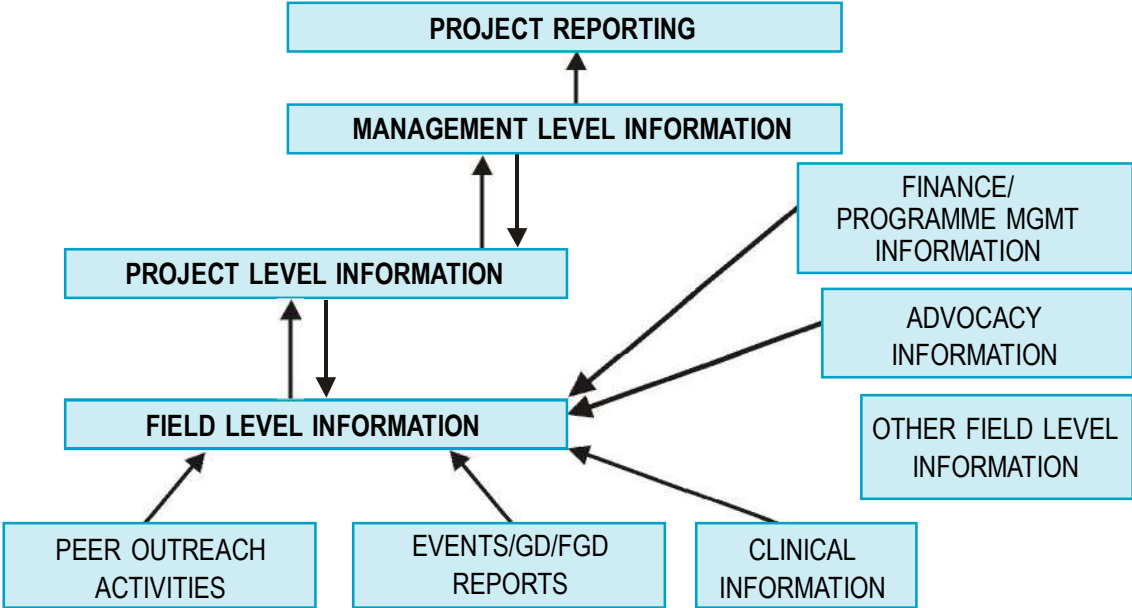 PROJECT REPORTING
MANAGEMENT LEVEL INFORMATION
FINANCE/
PROGRAMME MGMT
INFORMATION
PROJECT LEVEL INFORMATION
ADVOCACY
INFORMATION
FIELD LEVEL INFORMATION
OTHER FIELD LEVEL
INFORMATION
PEER OUTREACH
ACTIVITIES
EVENTS/GD/FGD
REPORTS
CLINICAL
INFORMATION